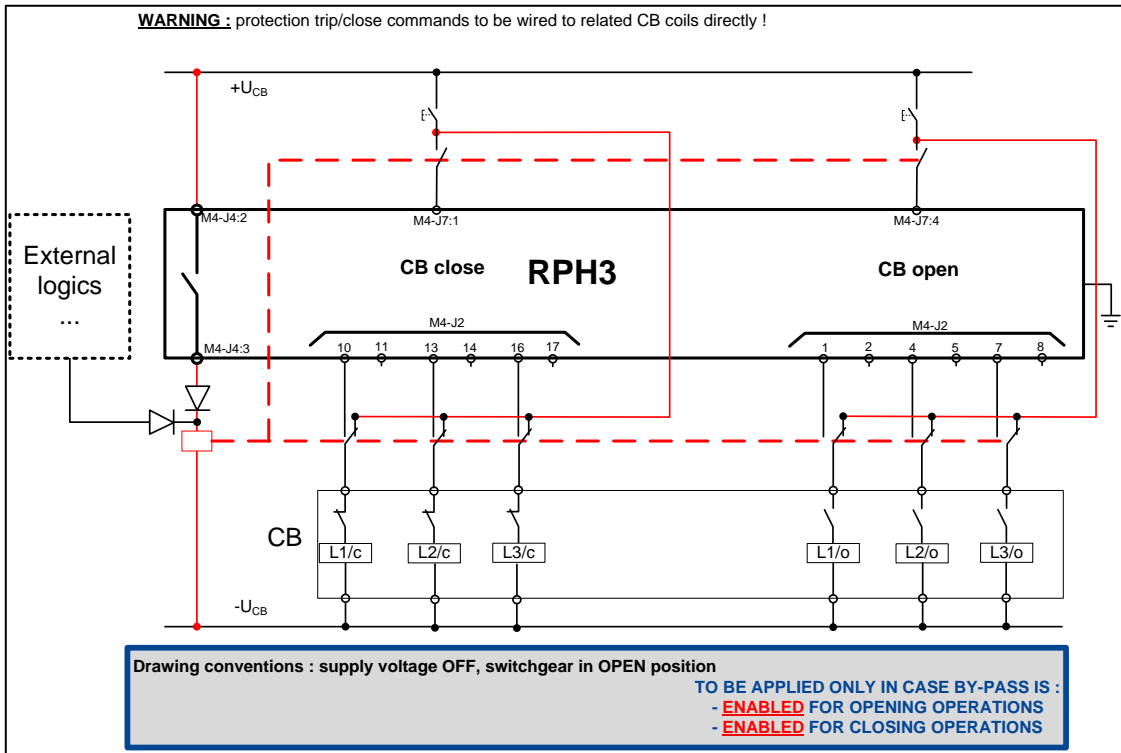 WARNING : protection trip/close commands to be wired to related CB coils directly !
+UCB
M4-J4:2
M4-J7:1
M4-J7:4
External
logics
...
CB close
RPH3
CB open
M4-J2
M4-J2
M4-J4:3
10 11 13 14 16 17
1 2 4 5 7 8
CB
L1/c L2/c L3/c
L1/o L2/o L3/o
-UCB
Drawing conventions : supply voltage OFF, switchgear in OPEN position
TO BE APPLIED ONLY IN CASE BY-PASS IS :
- ENABLED FOR OPENING OPERATIONS
- ENABLED FOR CLOSING OPERATIONS